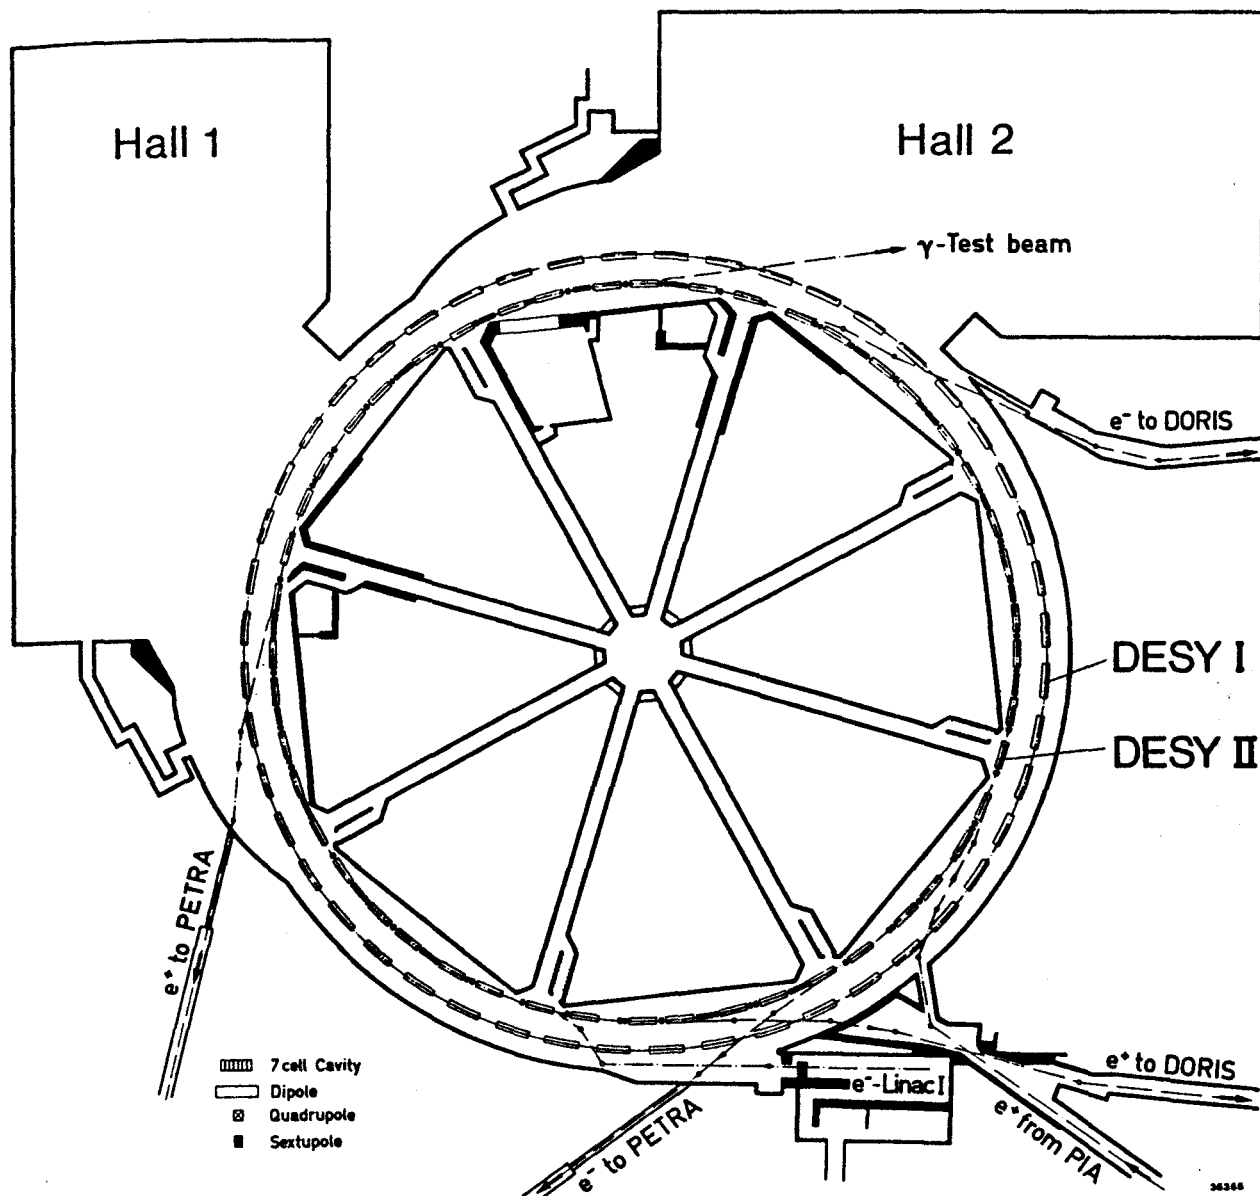 Hall 1
Hall 2
γ-Test beam
e⁻ to DORIS
DESY I
DESY II
e⁺ to PETRA
7 cell Cavity
Dipole
Quadrupole
Sextupole
e⁻-Linac I
e⁺ to DORIS
e⁻ to PETRA
e⁺ from PIA